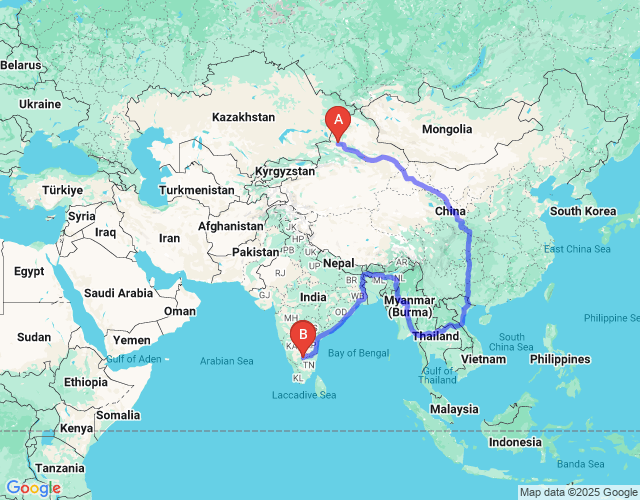 Belarus
Ukraine
Kazakhstan
A
Mongolia
Kyrgyzstan
Türkiye
Turkmenistan
China
South Korea
Syria
Iraq
Iran
Afghanistan
JK
HP
PB
UK
East China Sea
Pakistan
Egypt
RJ
UP
Nepal
AR
NL
BR
ML
Saudi Arabia
GJ
India
WB
Oman
MH
OD
Myanmar
(Burma)
Sudan
Yemen
B
KA
Thailand
South
China Sea
Philippine Sea
Gulf of Aden
Arabian Sea
Bay of Bengal
TN
Vietnam
Philippines
KL
Gulf of
Thailand
Ethiopia
Laccadive Sea
Somalia
Malaysia
Kenya
Indonesia
Banda Sea
Tanzania
Google
Map data ©2025 Google